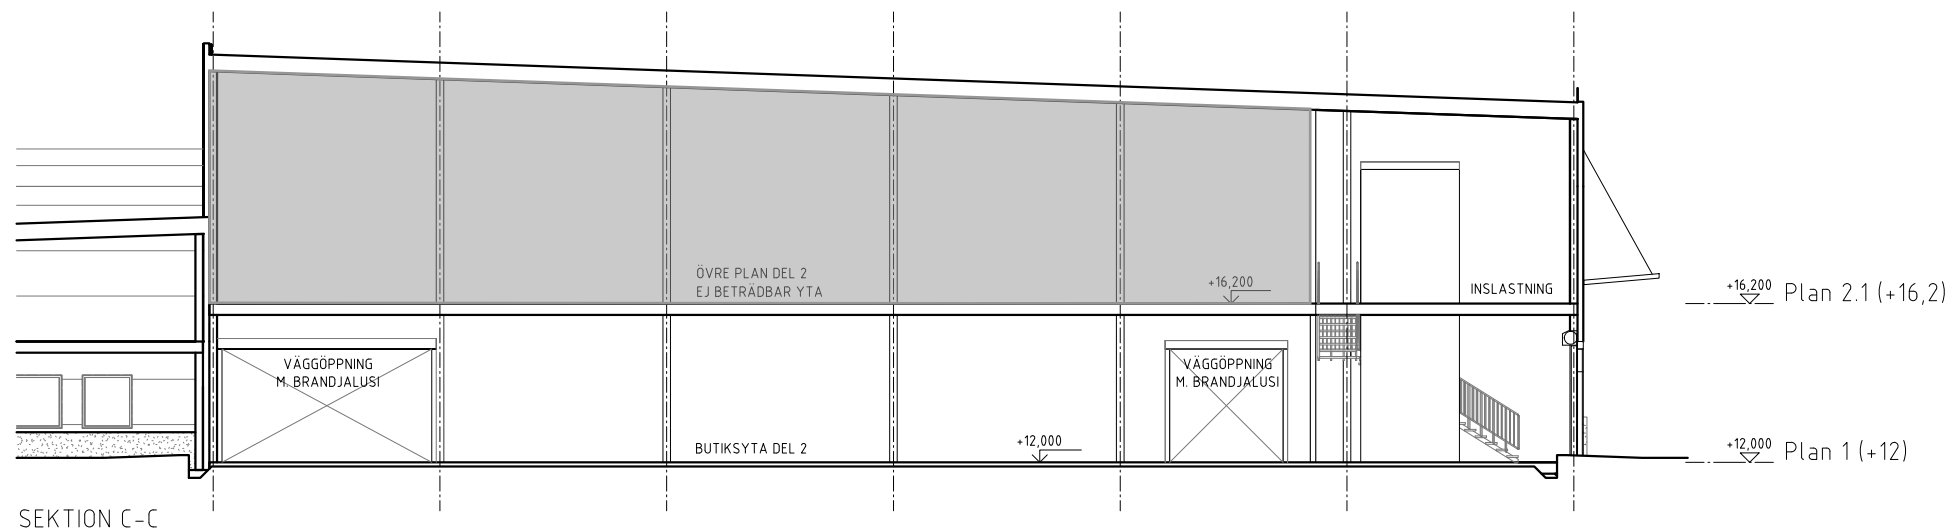 ÖVRE PLAN DEL 2
EJ BETRÄDBAR YTA
+16,200
INSLASTNING
+16,200
Plan 2.1 (+16,2)
VÄGGÖPPNING
M. BRANDJALUSI
VÄGGÖPPNING
M. BRANDJALUSI
BUTIKSYTA DEL 2
+12,000
+12,000
Plan 1 (+12)
SEKTION C-C